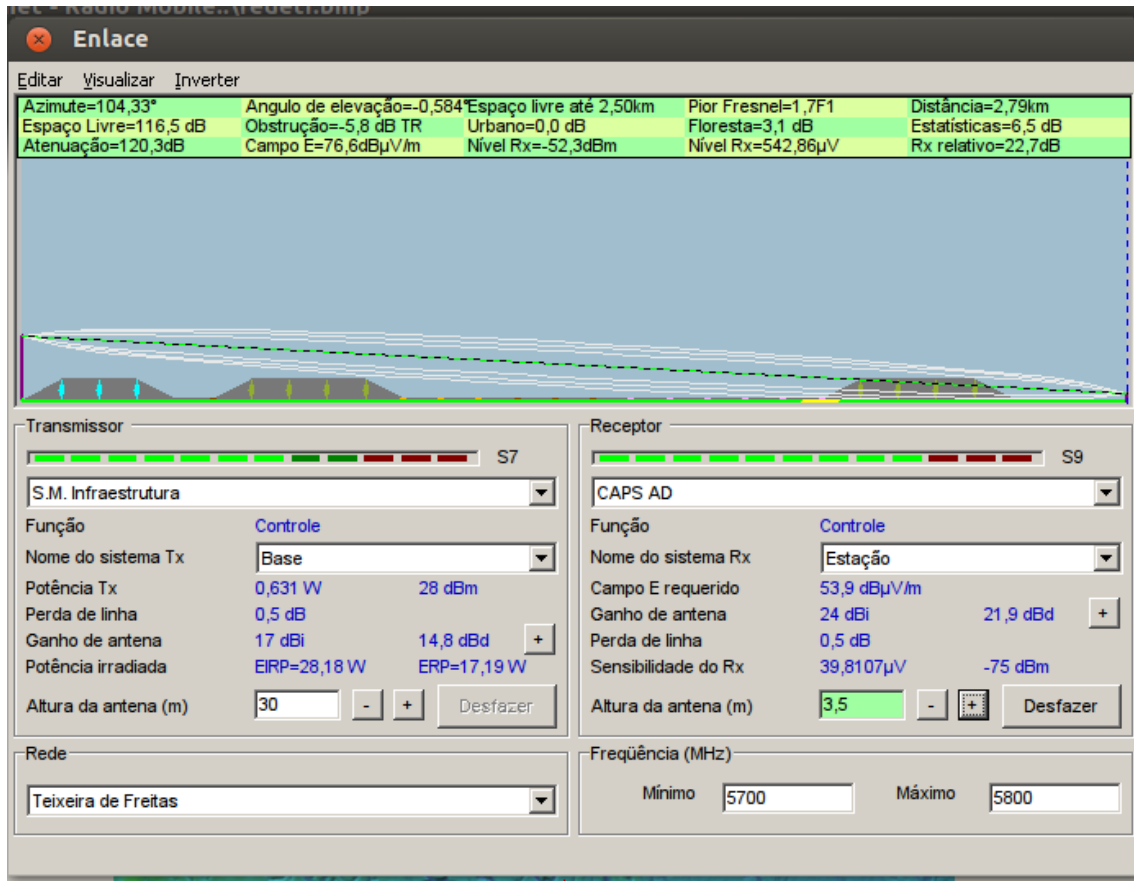 net - Radio Mobile..\redetf.bmp
Enlace
Editar Visualizar Inverter
Azimute=104,33° Angulo de elevação=-0,584° Espaço livre até 2,50km Pior Fresnel=1,7F1 Distância=2,79km
Espaço Livre=116,5 dB Obstrução=-5,8 dB TR Urbano=0,0 dB Floresta=3,1 dB Estatísticas=6,5 dB
Atenuação=120,3dB Campo E=76,6dBµV/m Nível Rx=-52,3dBm Nível Rx=542,86µV Rx relativo=22,7dB
Transmissor
S7
S.M. Infraestrutura
Função Controle
Nome do sistema Tx Base
Potência Tx 0,631 W 28 dBm
Perda de linha 0,5 dB
Ganho de antena 17 dBi 14,8 dBd +
Potência irradiada EIRP=28,18 W ERP=17,19 W
Altura da antena (m) 30 - + Desfazer
Receptor
S9
CAPS AD
Função Controle
Nome do sistema Rx Estação
Campo E requerido 53,9 dBµV/m
Ganho de antena 24 dBi 21,9 dBd +
Perda de linha 0,5 dB
Sensibilidade do Rx 39,8107µV -75 dBm
Altura da antena (m) 3,5 - + Desfazer
Rede
Teixeira de Freitas
Freqüência (MHz)
Mínimo 5700 Máximo 5800